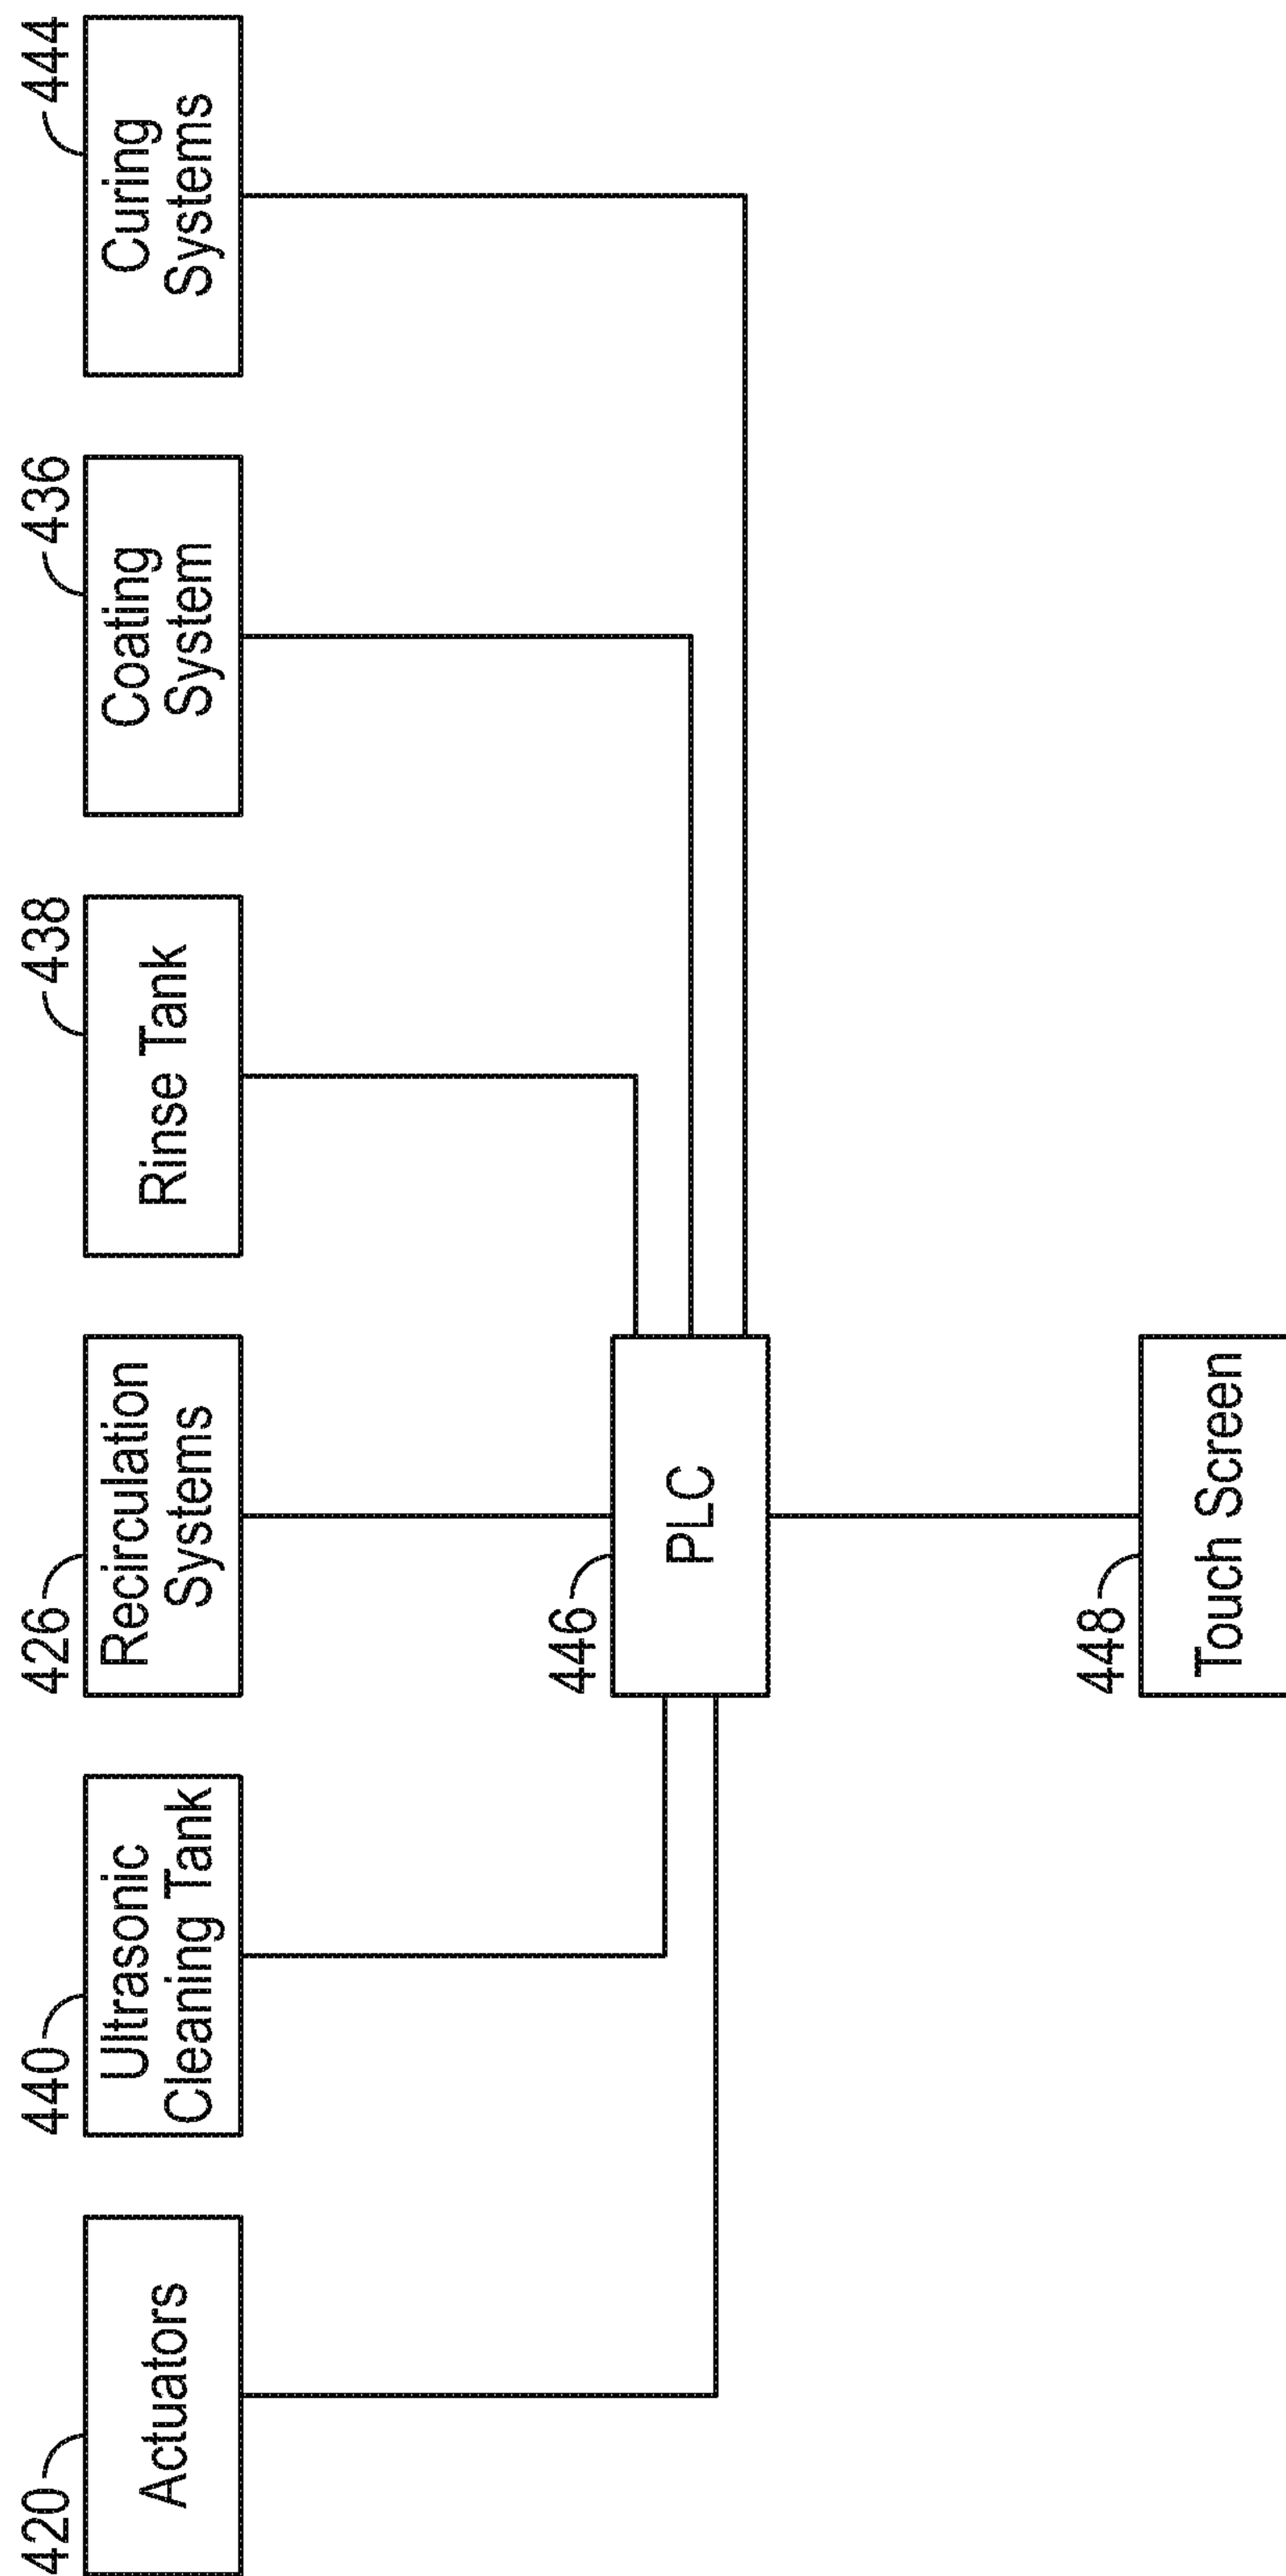 420
Actuators
440
Ultrasonic
Cleaning Tank
426
Recirculation
Systems
438
Rinse Tank
436
Coating
System
444
Curing
Systems
446
PLC
448
Touch Screen